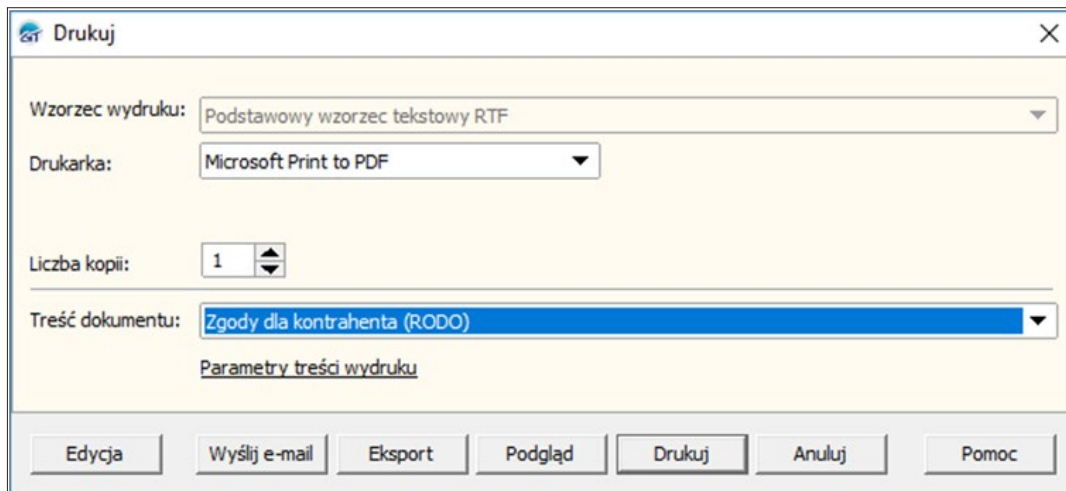 Drukuj
Wzorzec wydruku: Podstawowy wzorzec tekstowy RTF
Drukarka: Microsoft Print to PDF
Liczba kopii: 1
Treść dokumentu: Zgody dla kontrahenta (RODO)
Parametry treści wydruku
Edycja Wyślij e-mail Eksport Podgląd Drukuj Anuluj Pomoc